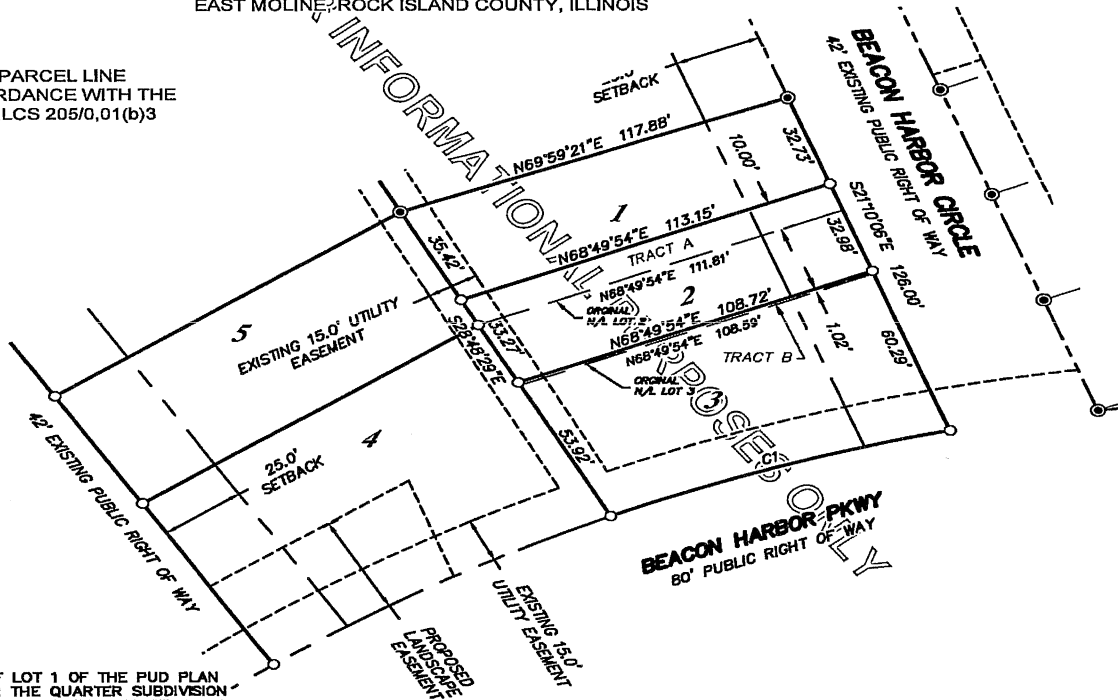 EAST MOLINE, ROCK ISLAND COUNTY, ILLINOIS
PARCEL LINE
RDANCE WITH THE
LCS 205/0,01(b)3
INFORMATIONAL PURPOSES ONLY
SETBACK
BEACON HARBOR CIRCLE
42' EXISTING PUBLIC RIGHT OF WAY
N69°59'21"E 117.88'
10.00'
32.73'
1
35.42'
N68°49'54"E 113.15'
TRACT A
N68°49'54"E 111.81'
S21°10'06"E 126.00'
32.98'
ORGINAL
N/L LOT 2
2
33.27'
S28°48'29"E
N68°49'54"E 108.72'
N68°49'54"E 108.59'
TRACT B
1.02'
60.29'
ORGINAL
N/L LOT 3
3
5
EXISTING 15.0' UTILITY
EASEMENT
4
53.92'
25.0'
SETBACK
C1
42' EXISTING PUBLIC RIGHT OF WAY
BEACON HARBOR PKWY
80' PUBLIC RIGHT OF WAY
EXISTING 15.0'
UTILITY EASEMENT
PROPOSED
LANDSCAPE
EASEMENT
LOT 1 OF THE PUD PLAN
THE QUARTER SUBDIVISION